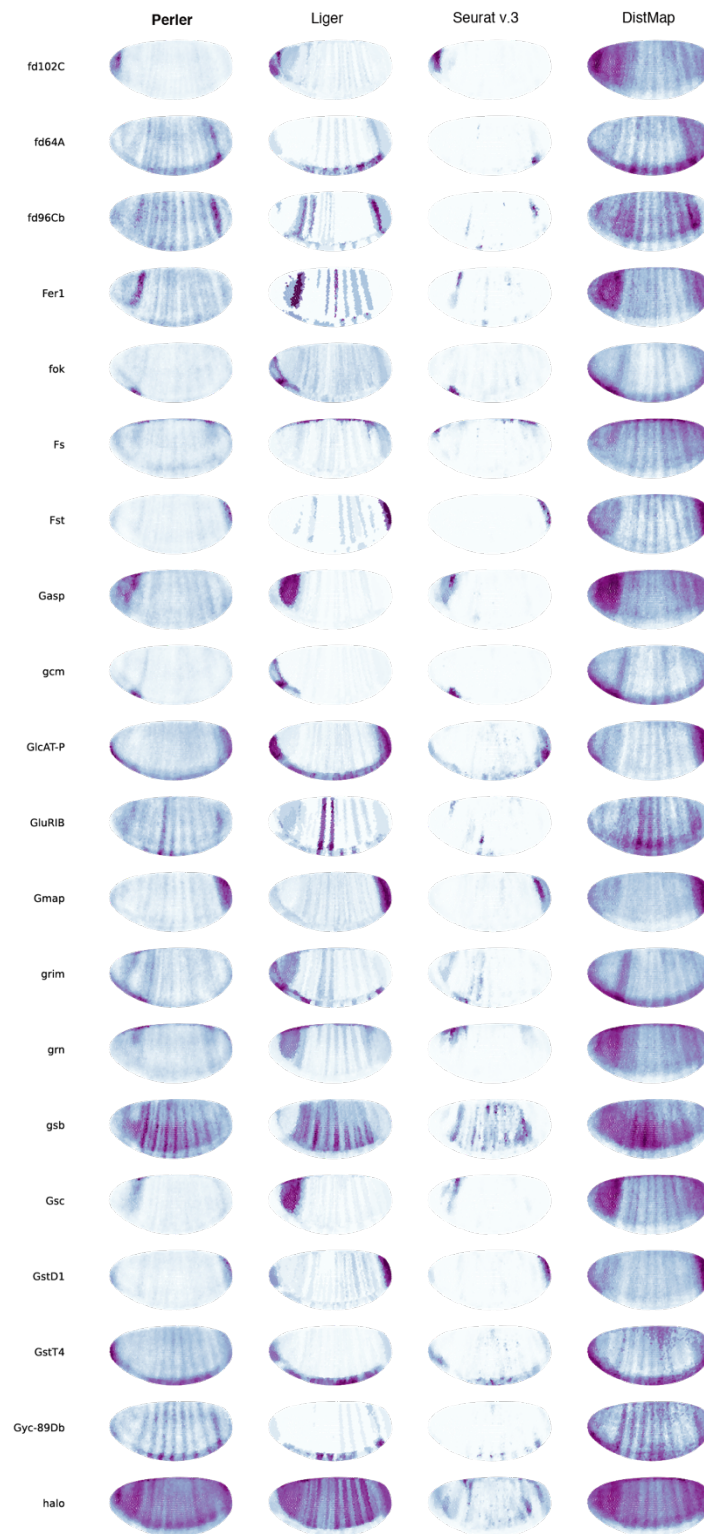 Perler Liger Seurat v.3 DistMap
fd102C
fd64A
fd96Cb
Fer1
fok
Fs
Fst
Gasp
gcm
GlcAT-P
GluRIB
Gmap
grim
grn
gsb
Gsc
GstD1
GstT4
Gyc-89Db
halo